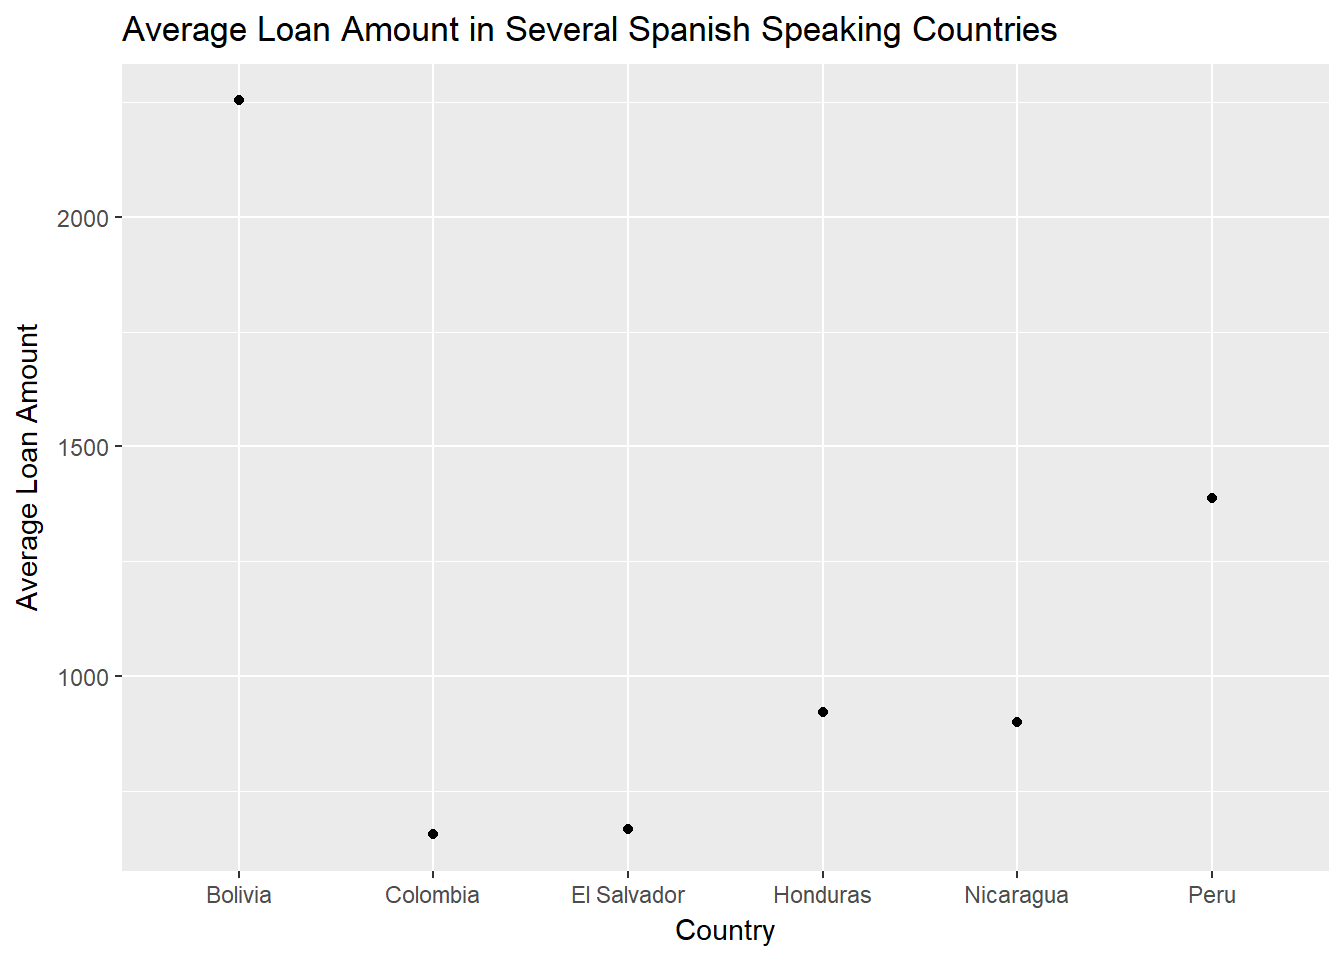 Average Loan Amount in Several Spanish Speaking Countries
Average Loan Amount
2000
1500
1000
Bolivia Colombia El Salvador Honduras Nicaragua Peru
Country